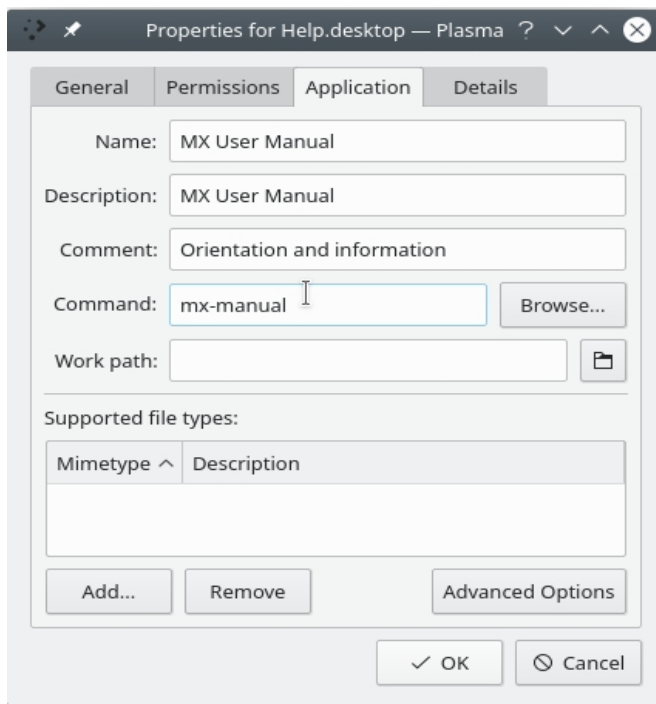 Properties for Help.desktop — Plasma ?
General Permissions Application Details
Name: MX User Manual
Description: MX User Manual
Comment: Orientation and information
Command: mx-manual Browse...
Work path:
Supported file types:
Mimetype Description
Add... Remove Advanced Options
OK Cancel